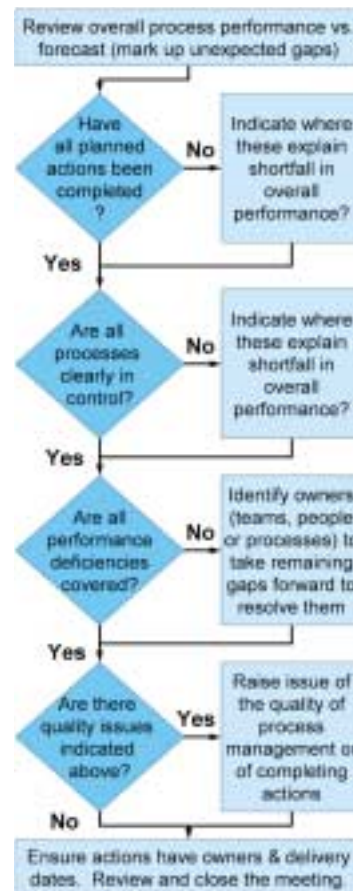 Review overall process performance vs.
forecast (mark up unexpected gaps)
Have
all planned
actions been
completed
?
No
Indicate where
these explain
shortfall in
overall
performance?
Yes
Are all
processes
clearly in
control?
No
Indicate where
these explain
shortfall in
overall
performance?
Yes
Are all
performance
deficiencies
covered?
No
Identify owners
(teams, people
or processes) to
take remaining
gaps forward to
resolve them
Yes
Are there
quality issues
indicated
above?
Yes
Raise issue of
the quality of
process
management or
of completing
actions
No
Ensure actions have owners & delivery
dates. Review and close the meeting